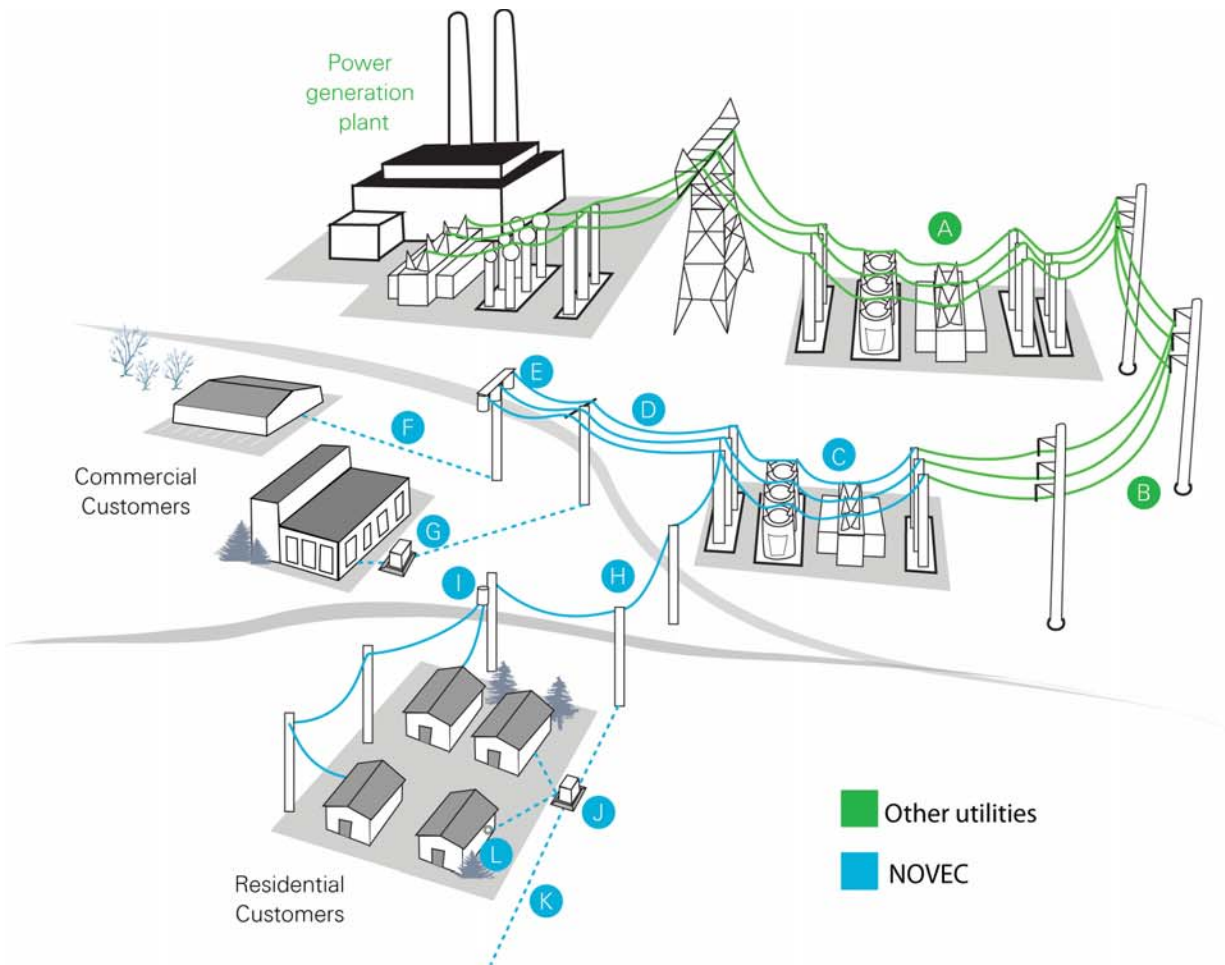 Power
generation
plant
A
E
D
F
C
B
Commercial
Customers
G
I
H
J
L
K
Other utilities
NOVEC
Residential
Customers